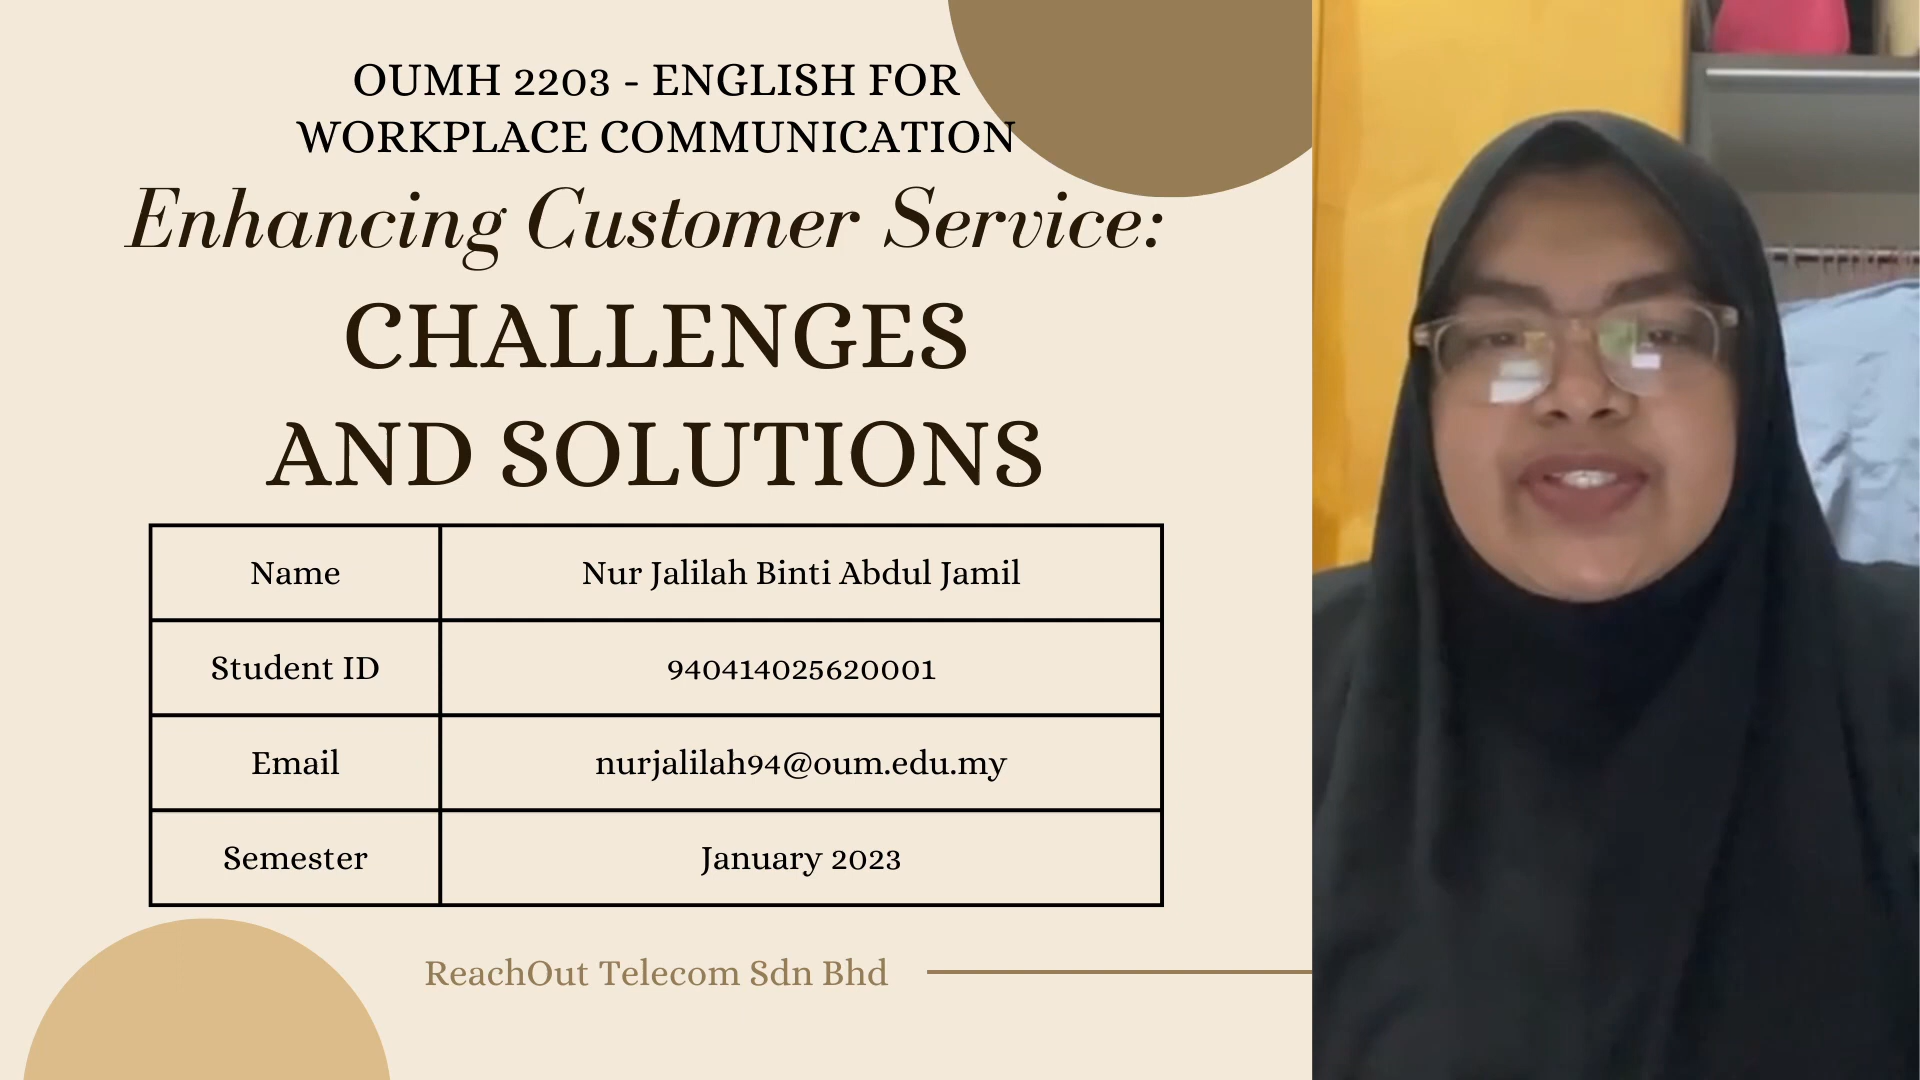 OUMH 2203 - ENGLISH FOR
WORKPLACE COMMUNICATION
Enhancing Customer Service:
CHALLENGES
AND SOLUTIONS
Name Nur Jalilah Binti Abdul Jamil
Student ID 940414025620001
Email nurjalilah94@oum.edu.my
Semester January 2023
ReachOut Telecom Sdn Bhd